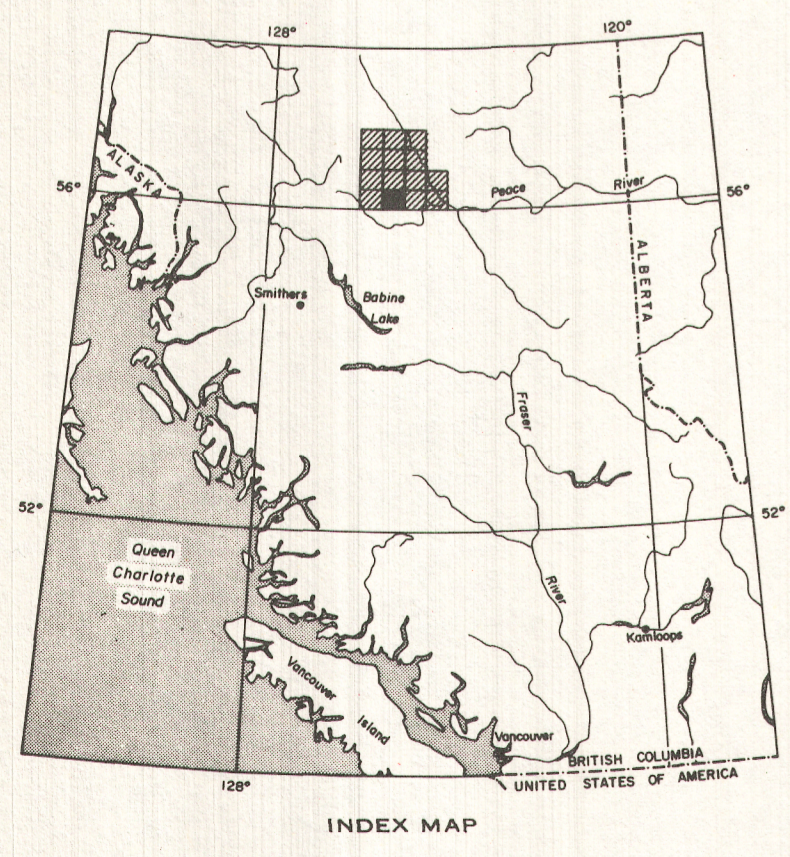 128°
120°
ALASKA
56°
Peace River
56°
ALBERTA
Smithers
Babine
Lake
Fraser
52°
52°
Queen
Charlotte
Sound
River
Kamloops
Vancouver
Island
Vancouver
BRITISH COLUMBIA
UNITED STATES OF AMERICA
128°
INDEX MAP